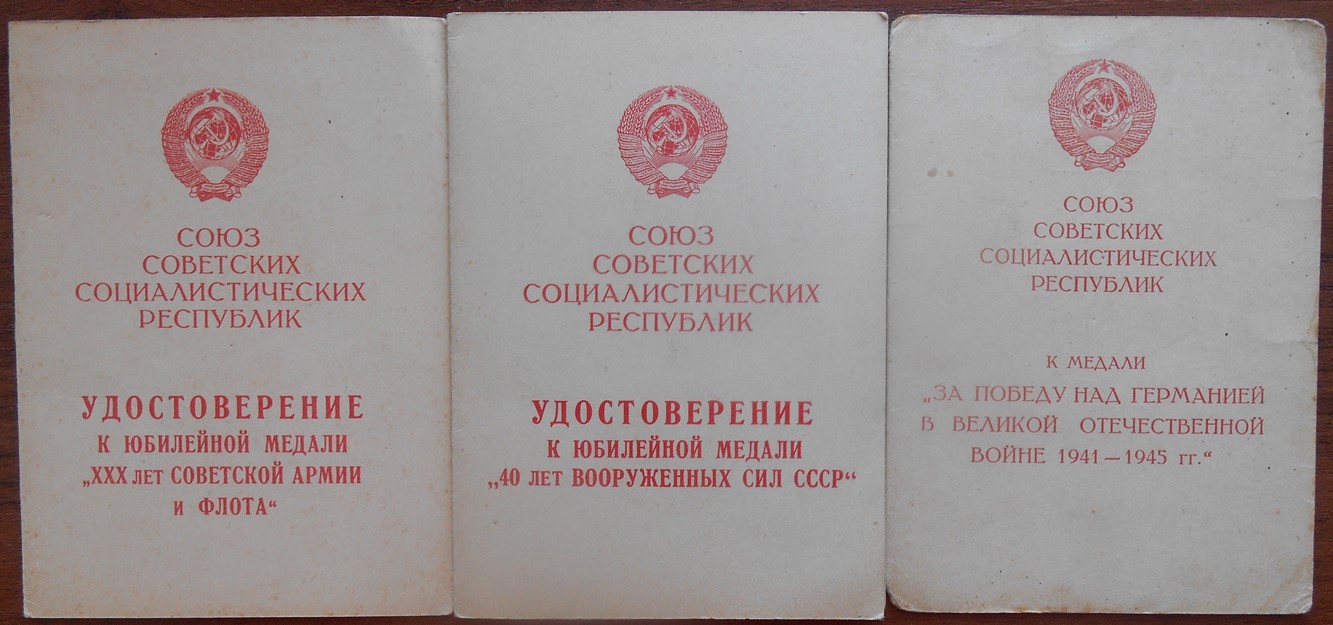 СОЮЗ
СОВЕТСКИХ
СОЦИАЛИСТИЧЕСКИХ
РЕСПУБЛИК
УДОСТОВЕРЕНИЕ
К ЮБИЛЕЙНОЙ МЕДАЛИ
„XXX лет СОВЕТСКОЙ АРМИИ
и ФЛОТА“
СОЮЗ
СОВЕТСКИХ
СОЦИАЛИСТИЧЕСКИХ
РЕСПУБЛИК
УДОСТОВЕРЕНИЕ
К ЮБИЛЕЙНОЙ МЕДАЛИ
„40 ЛЕТ ВООРУЖЕННЫХ СИЛ СССР“
СОЮЗ
СОВЕТСКИХ
СОЦИАЛИСТИЧЕСКИХ
РЕСПУБЛИК
К МЕДАЛИ
„ЗА ПОБЕДУ НАД ГЕРМАНИЕЙ
В ВЕЛИКОЙ ОТЕЧЕСТВЕННОЙ
ВОЙНЕ 1941—1945 гг.“